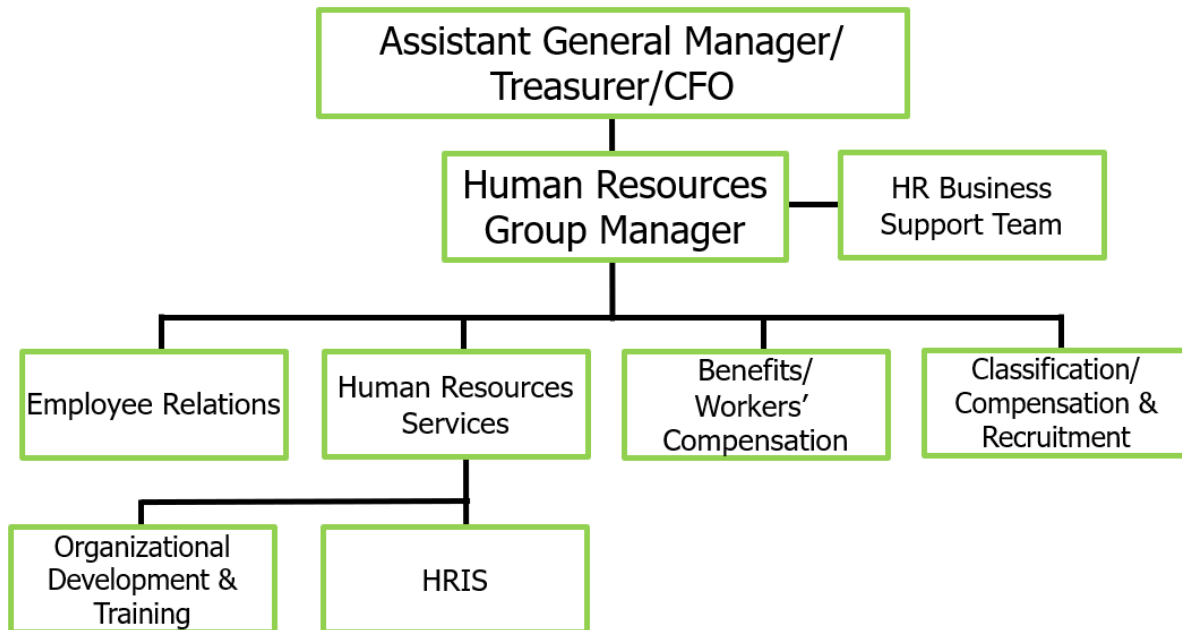 Assistant General Manager/
Treasurer/CFO
Human Resources
Group Manager
HR Business
Support Team
Employee Relations
Human Resources
Services
Benefits/
Workers’
Compensation
Classification/
Compensation &
Recruitment
Organizational
Development &
Training
HRIS